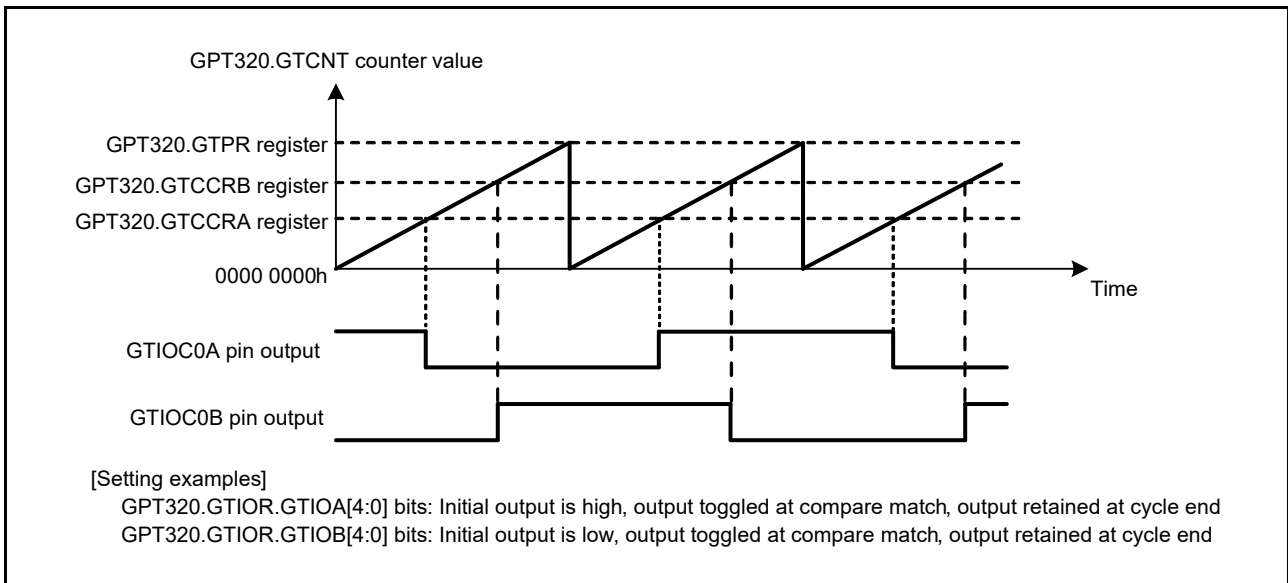 GPT320.GTCNT counter value
GPT320.GTPR register
GPT320.GTCCRB register
GPT320.GTCCRA register
0000 0000h
Time
GTIOC0A pin output
GTIOC0B pin output
[Setting examples]
GPT320.GTIOR.GTIOA[4:0] bits: Initial output is high, output toggled at compare match, output retained at cycle end
GPT320.GTIOR.GTIOB[4:0] bits: Initial output is low, output toggled at compare match, output retained at cycle end